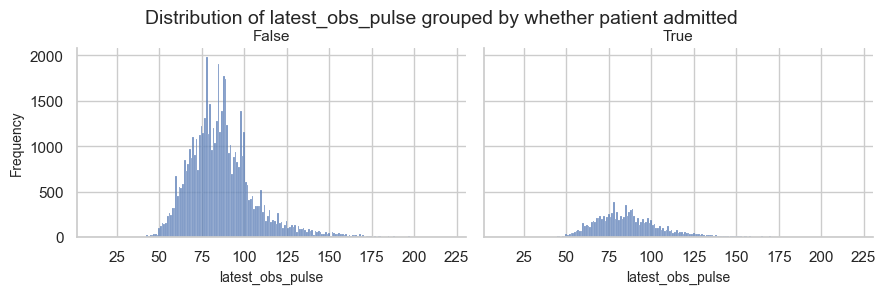 Distribution of latest_obs_pulse grouped by whether patient admitted
False
True
2000
1500
1000
500
0
Frequency
25 50 75 100 125 150 175 200 225
25 50 75 100 125 150 175 200 225
latest_obs_pulse
latest_obs_pulse